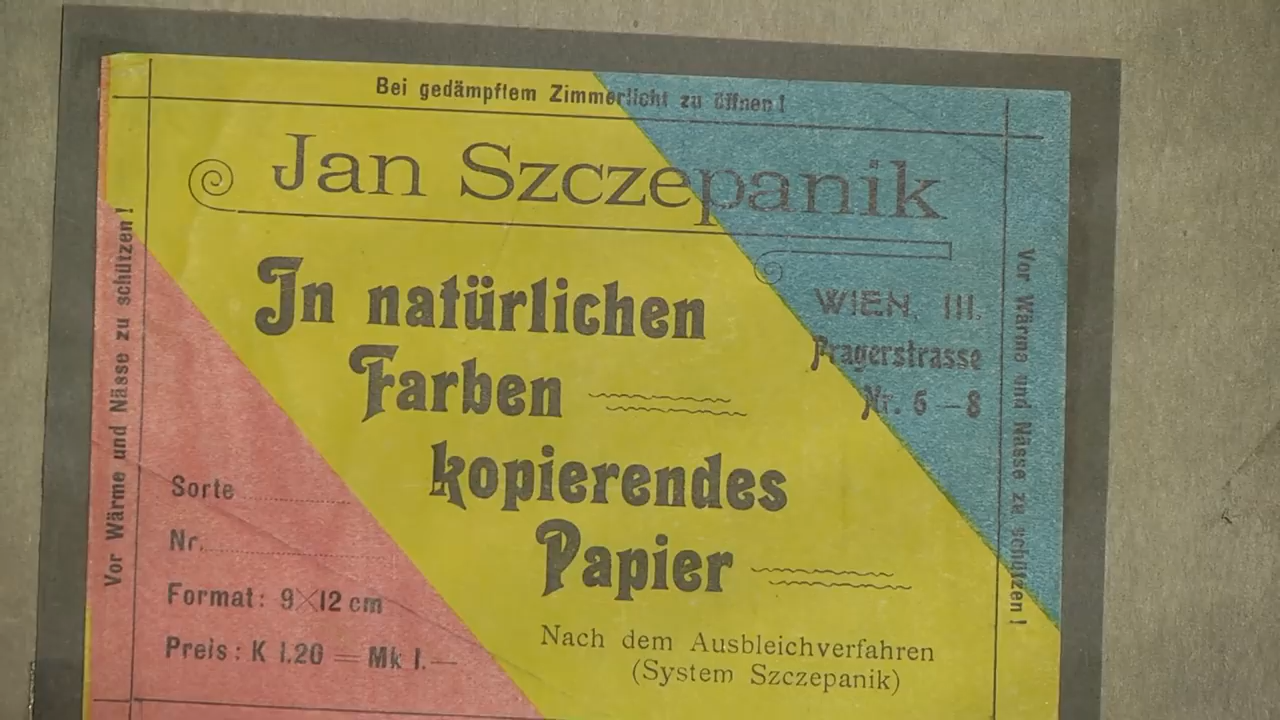 Bei gedämpftem Zimmerlicht zu öffnen!
Jan Szczepanik
WIEN, III.
Pragerstrasse
Nr. 6–8
In natürlichen
Farben
kopierendes
Papier
Nach dem Ausbleichverfahren
(System Szczepanik)
Sorte
Nr.
Format: 9×12 cm
Preis: K 1.20 = Mk 1.—
Vor Wärme und Nässe zu schützen!
Vor Wärme und Nässe zu schützen!